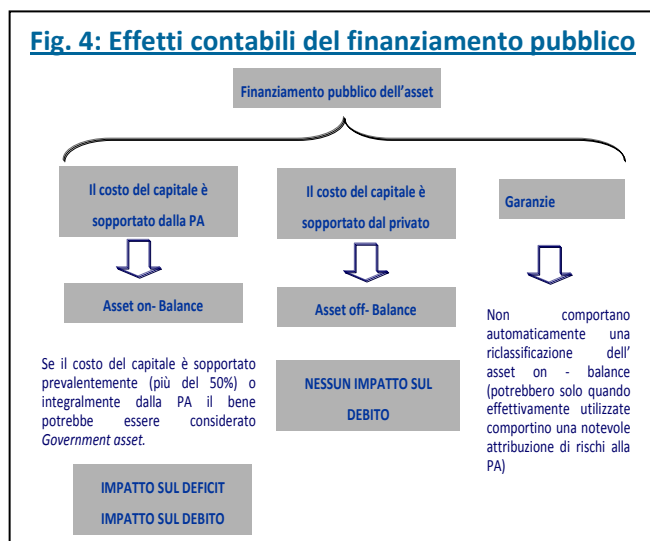 Fig. 4: Effetti contabili del finanziamento pubblico
Finanziamento pubblico dell'asset
Il costo del capitale è
sopportato dalla PA
Asset on- Balance
Se il costo del capitale è sopportato
prevalentemente (più del 50%) o
integralmente dalla PA il bene
potrebbe essere considerato
Government asset.
IMPATTO SUL DEFICIT
IMPATTO SUL DEBITO
Il costo del capitale è
sopportato dal privato
Asset off- Balance
NESSUN IMPATTO SUL
DEBITO
Garanzie
Non comportano
automaticamente una
riclassificazione dell'
asset on - balance
(potrebbero solo quando
effettivamente utilizzate
comportino una notevole
attribuzione di rischi alla
PA)